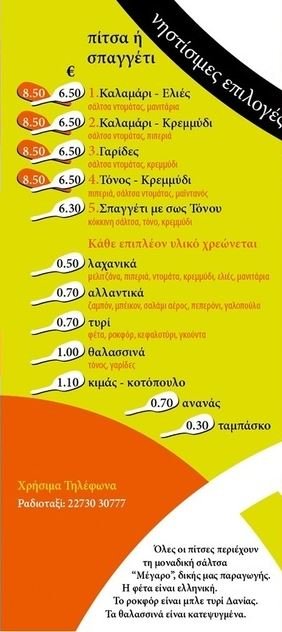 νηστίσιμες επιλογές
πίτσα ή
σπαγγέτι
€
8.50 6.50 1.Καλαμάρι - Ελιές
σάλτσα ντομάτας, μανιτάρια
8.50 6.50 2.Καλαμάρι - Κρεμμύδι
σάλτσα ντομάτας, πιπεριά
8.50 6.50 3.Γαρίδες
σάλτσα ντομάτας, κρεμμύδι
8.50 6.50 4.Τόνος - Κρεμμύδι
πιπεριά, σάλτσα ντομάτας, μαϊντανός
6.30 5.Σπαγγέτι με σως Τόνου
κόκκινη σάλτσα, τόνο, κρεμμύδι
Κάθε επιπλέον υλικό χρεώνεται
0.50 λαχανικά
μελιτζάνα, πιπεριά, ντομάτα, κρεμμύδι, ελιές, μανιτάρια
0.70 αλλαντικά
ζαμπόν, μπέικον, σαλάμι αέρος, πεπερόνι, γαλοπούλα
0.70 τυρί
φέτα, ροκφόρ, κεφαλοτύρι, γκούντα
1.00 θαλασσινά
τόνος, γαρίδες
1.10 κιμάς - κοτόπουλο
0.70 ανανάς
0.30 ταμπάσκο
Χρήσιμα Τηλέφωνα
Ραδιοταξί: 22730 30777
Όλες οι πίτσες περιέχουν
τη μοναδική σάλτσα
“Μέγαρο”, δικής μας παραγωγής.
Η φέτα είναι ελληνική.
Το ροκφόρ είναι μπλε τυρί Δανίας.
Τα θαλασσινά είναι κατεψυγμένα.